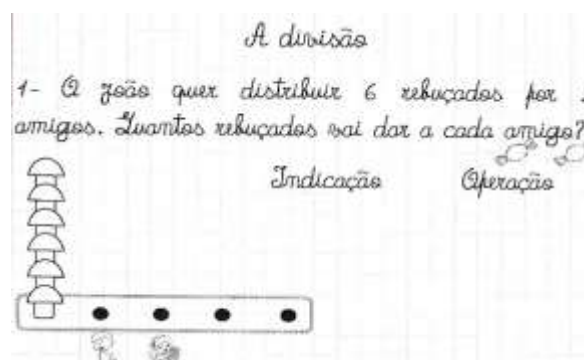 A divisão
1- O João quer distribuir 6 rebuçados por
amigos. Quantos rebuçados vai dar a cada amigo?
Indicação Operação